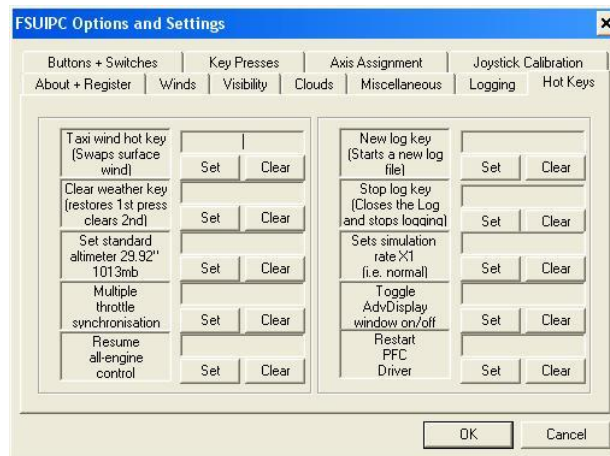 FSUIPC Options and Settings
Buttons + Switches Key Presses Axis Assignment Joystick Calibration
About + Register Winds Visibility Clouds Miscellaneous Logging Hot Keys
Taxi wind hot key
(Swaps surface
wind)
Set Clear
New log key
(Starts a new log
file)
Set Clear
Clear weather key
(restores 1st press
clears 2nd)
Set Clear
Stop log key
(Closes the Log
and stops logging)
Set Clear
Set standard
altimeter 29.92"
1013mb
Set Clear
Sets simulation
rate X1
(i.e. normal)
Set Clear
Multiple
throttle
synchronisation
Set Clear
Toggle
AdvDisplay
window on/off
Set Clear
Resume
all-engine
control
Set Clear
Restart
PFC
Driver
Set Clear
OK Cancel